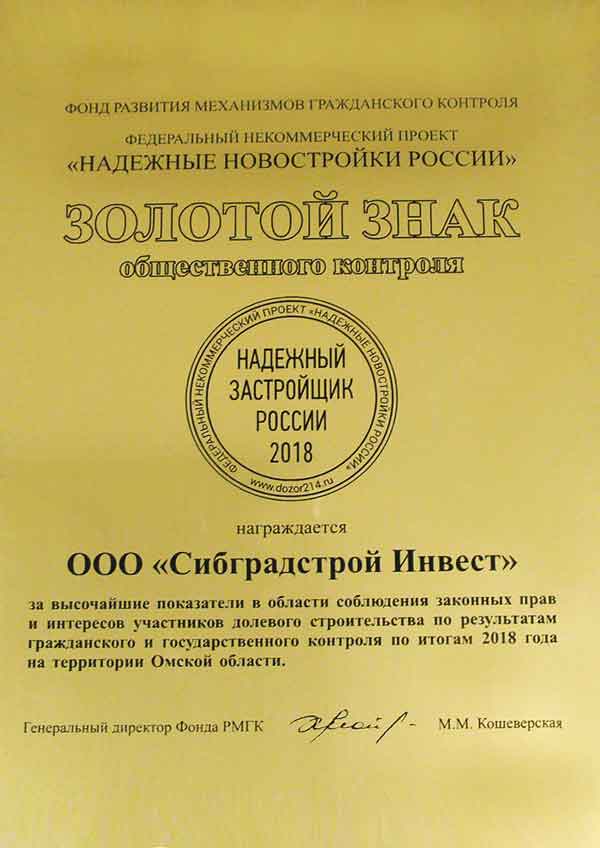 ФОНД РАЗВИТИЯ МЕХАНИЗМОВ ГРАЖДАНСКОГО КОНТРОЛЯ
ФЕДЕРАЛЬНЫЙ НЕКОММЕРЧЕСКИЙ ПРОЕКТ
«НАДЕЖНЫЕ НОВОСТРОЙКИ РОССИИ»
ЗОЛОТОЙ ЗНАК
общественного контроля
ФЕДЕРАЛЬНЫЙ НЕКОММЕРЧЕСКИЙ ПРОЕКТ «НАДЕЖНЫЕ НОВОСТРОЙКИ РОССИИ»
НАДЕЖНЫЙ
ЗАСТРОЙЩИК
РОССИИ
2018
www.dozor214.ru
награждается
ООО «Сибградстрой Инвест»
за высочайшие показатели в области соблюдения законных прав
и интересов участников долевого строительства по результатам
гражданского и государственного контроля по итогам 2018 года
на территории Омской области.
Генеральный директор Фонда РМГК М.М. Кошеверская